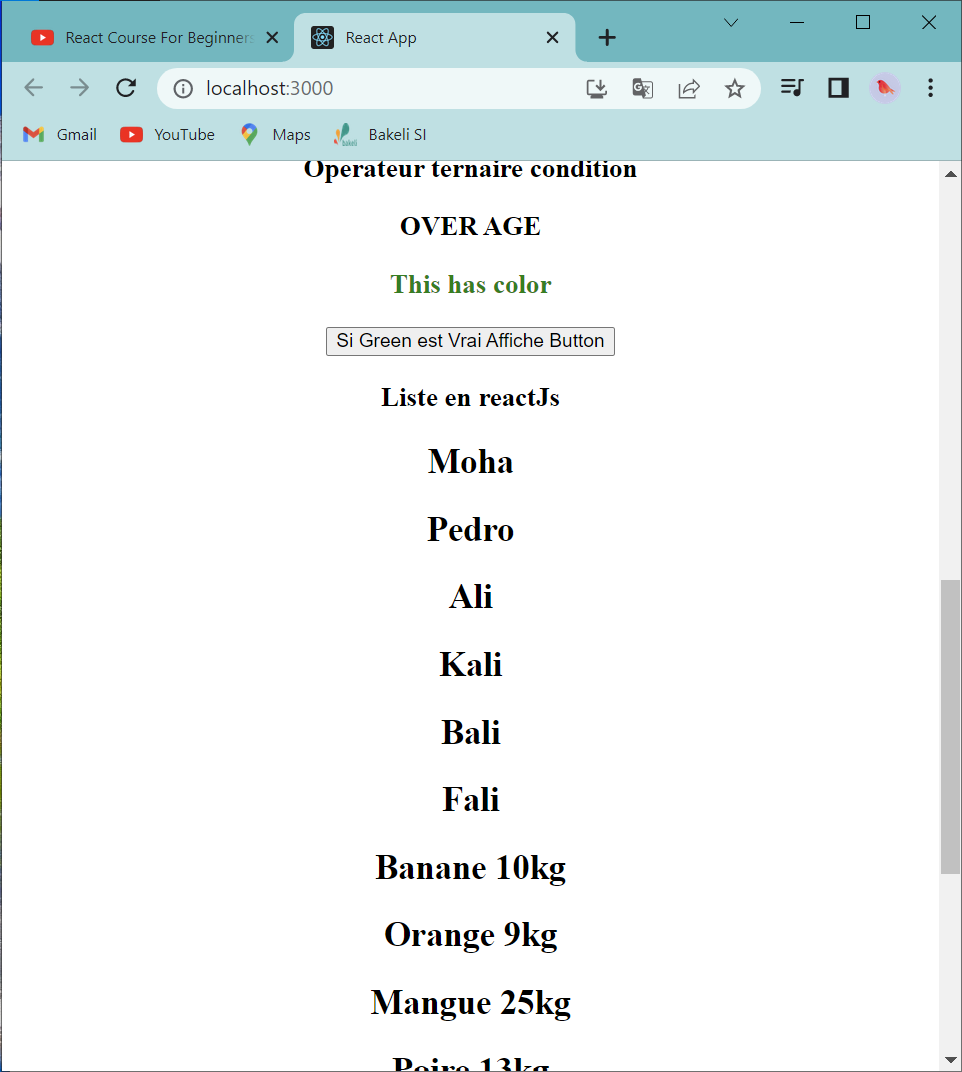 React Course For Beginners
React App
localhost:3000
Gmail
YouTube
Maps
Bakeli SI
Operateur ternaire condition
OVER AGE
This has color
Si Green est Vrai Affiche Button
Liste en reactJs
Moha
Pedro
Ali
Kali
Bali
Fali
Banane 10kg
Orange 9kg
Mangue 25kg
Poire 13kg